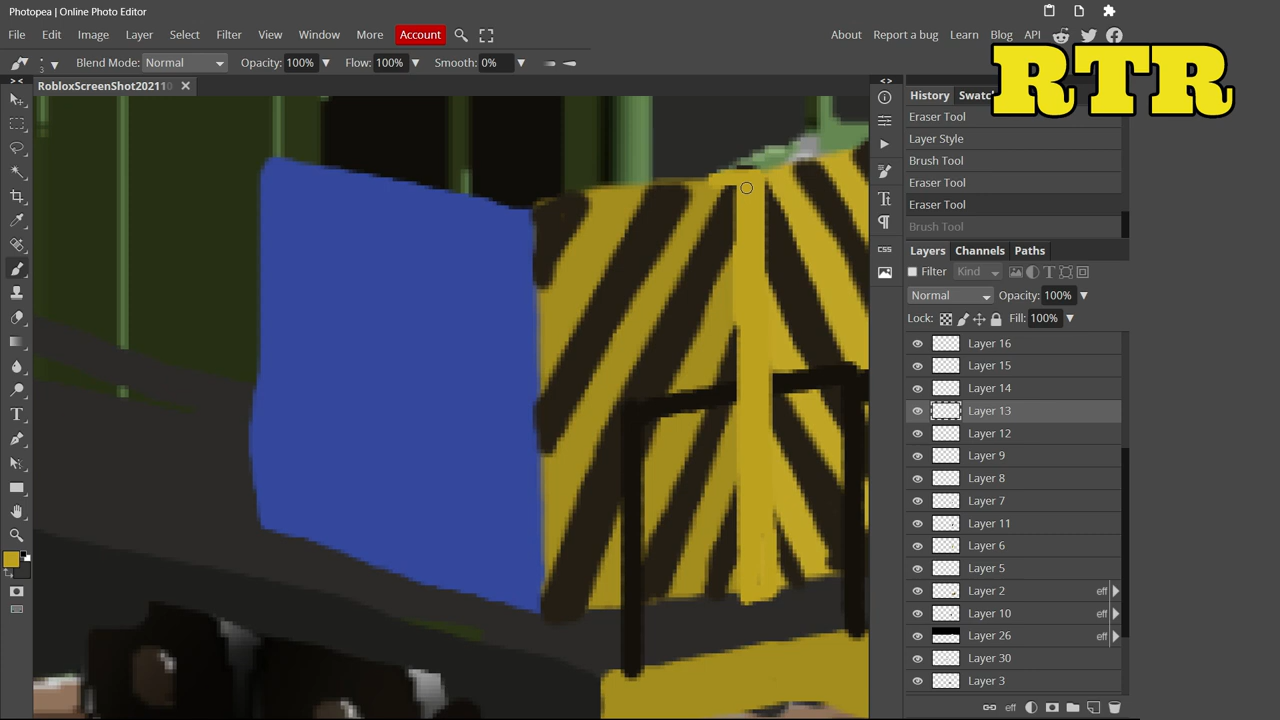 Photopea | Online Photo Editor
File Edit Image Layer Select Filter View Window More Account
About Report a bug Learn Blog API
3 Blend Mode: Normal Opacity: 100% Flow: 100% Smooth: 0%
RTR
RobloxScreenShot202110
History Swatc
Eraser Tool
Layer Style
Brush Tool
Eraser Tool
Eraser Tool
Brush Tool
Layers Channels Paths
Filter Kind
Normal Opacity: 100%
Lock: Fill: 100%
Layer 16
Layer 15
Layer 14
Layer 13
Layer 12
Layer 9
Layer 8
Layer 7
Layer 11
Layer 6
Layer 5
Layer 2 eff
Layer 10 eff
Layer 26 eff
Layer 30
Layer 3
eff
CSS